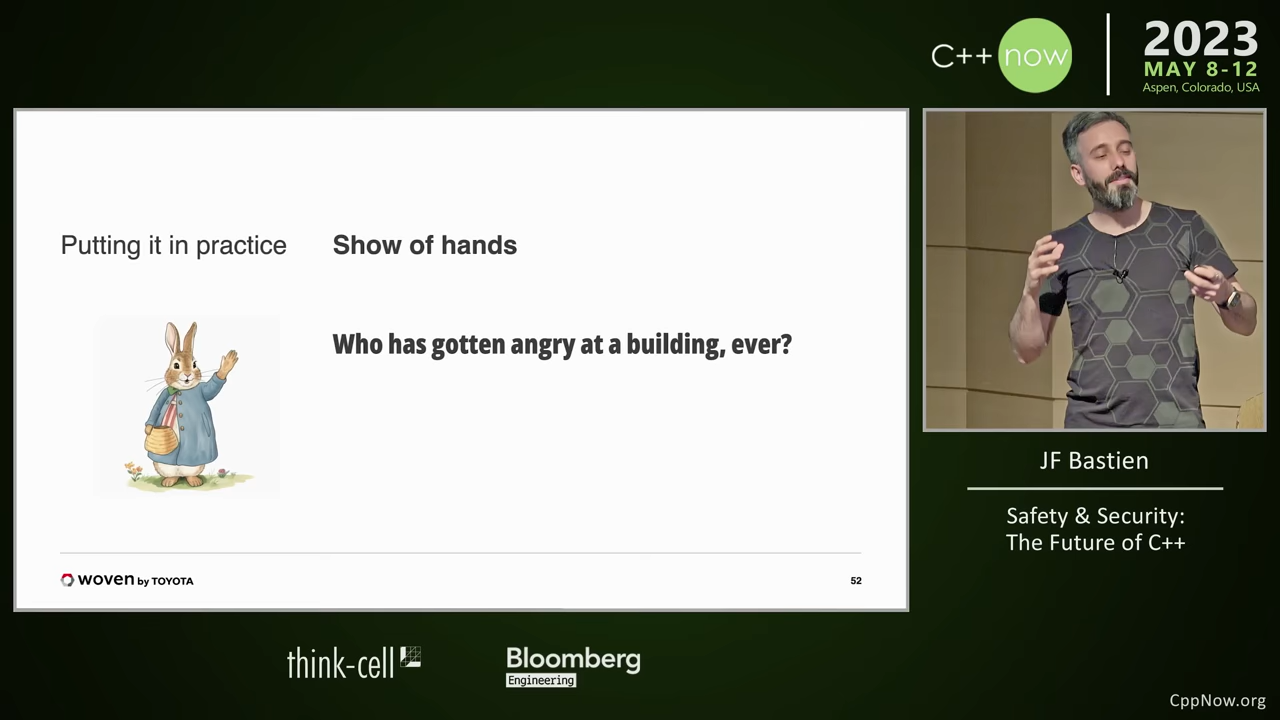 C++ now
2023
MAY 8-12
Aspen, Colorado, USA
Putting it in practice
Show of hands
Who has gotten angry at a building, ever?
woven by TOYOTA
52
JF Bastien
Safety & Security:
The Future of C++
think-cell
Bloomberg
Engineering
CppNow.org